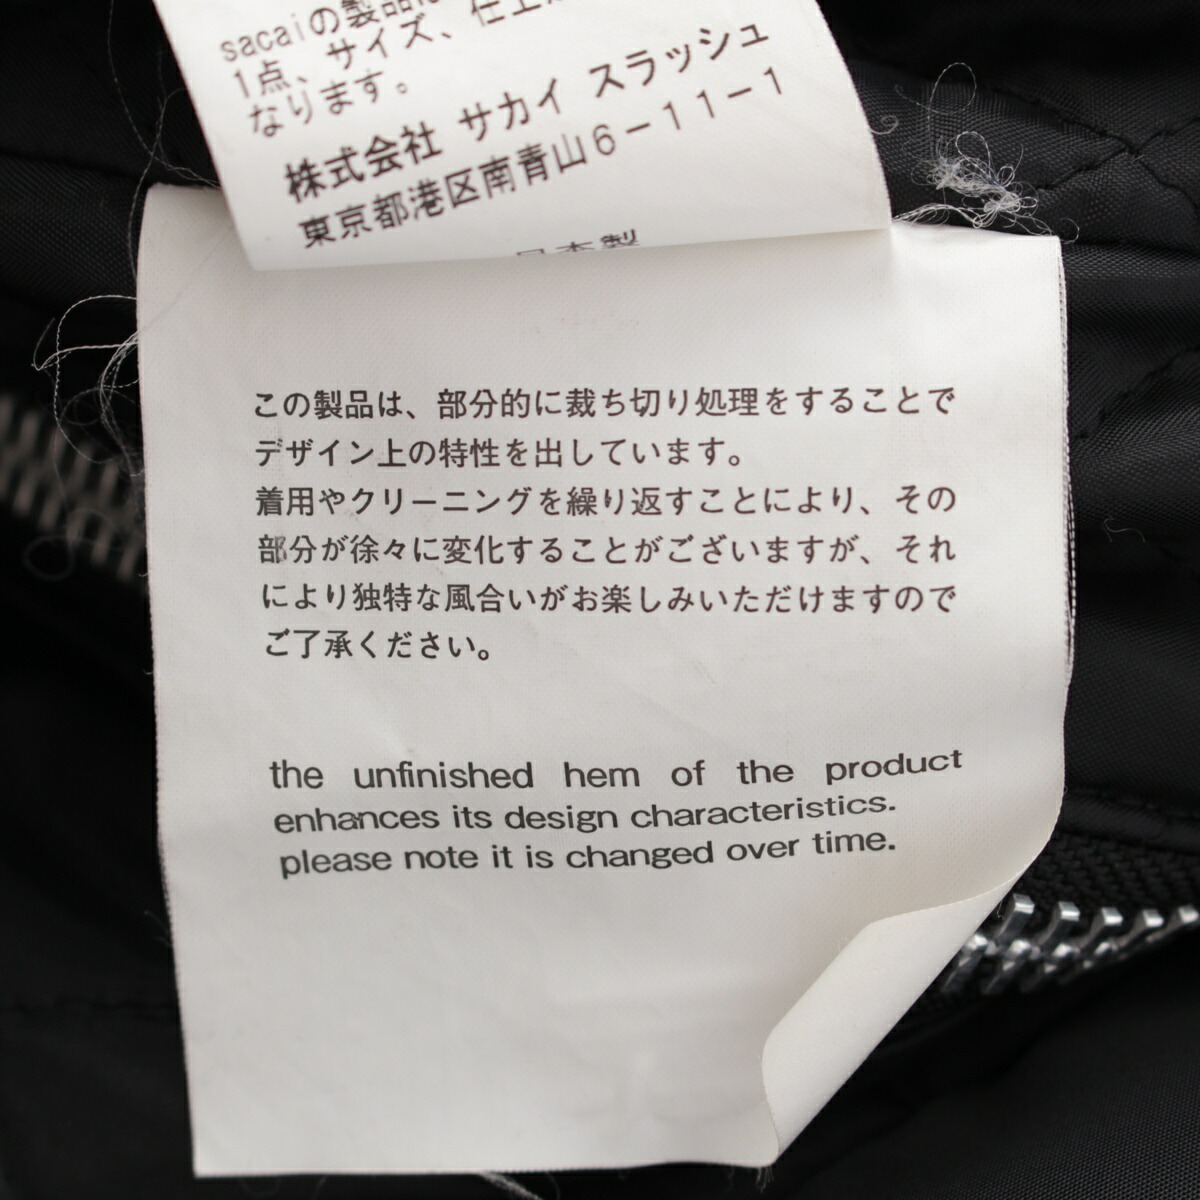 sacaiの製品は
1点、サイズ、仕上
なります。
株式会社 サカイ スラッシュ
東京都港区南青山6-11-1
日本製
この製品は、部分的に裁ち切り処理をすることで
デザイン上の特性を出しています。
着用やクリーニングを繰り返すことにより、その
部分が徐々に変化することがございますが、それ
により独特な風合いがお楽しみいただけますので
ご了承ください。
the unfinished hem of the product
enhances its design characteristics.
please note it is changed over time.